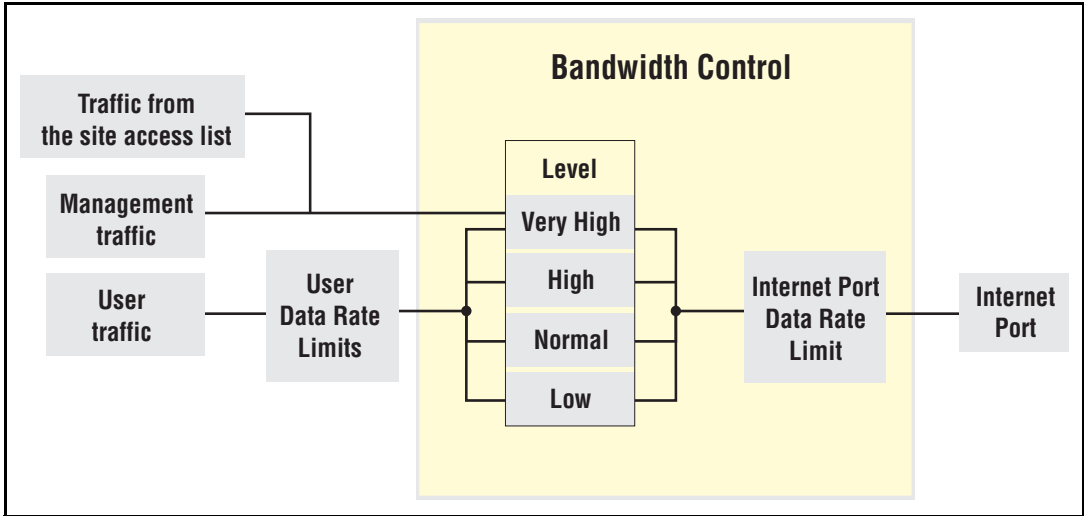 Bandwidth Control
Traffic from
the site access list
Management
traffic
User
traffic
User
Data Rate
Limits
Level
Very High
High
Normal
Low
Internet Port
Data Rate
Limit
Internet
Port